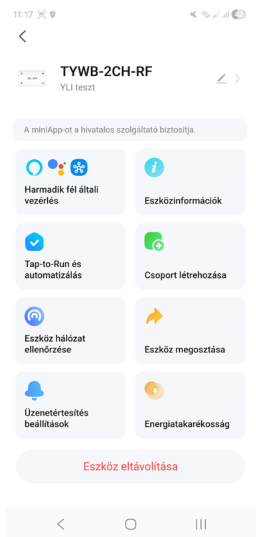 11:17
42
TYWB-2CH-RF
YLI teszt
A miniApp-ot a hivatalos szolgáltató biztosítja.
Harmadik fél általi
vezérlés
Eszközinformációk
Tap-to-Run és
automatizálás
Csoport létrehozása
Eszköz hálózat
ellenőrzése
Eszköz megosztása
Üzenetértesítés
beállítások
Energiatakarékosság
Eszköz eltávolítása